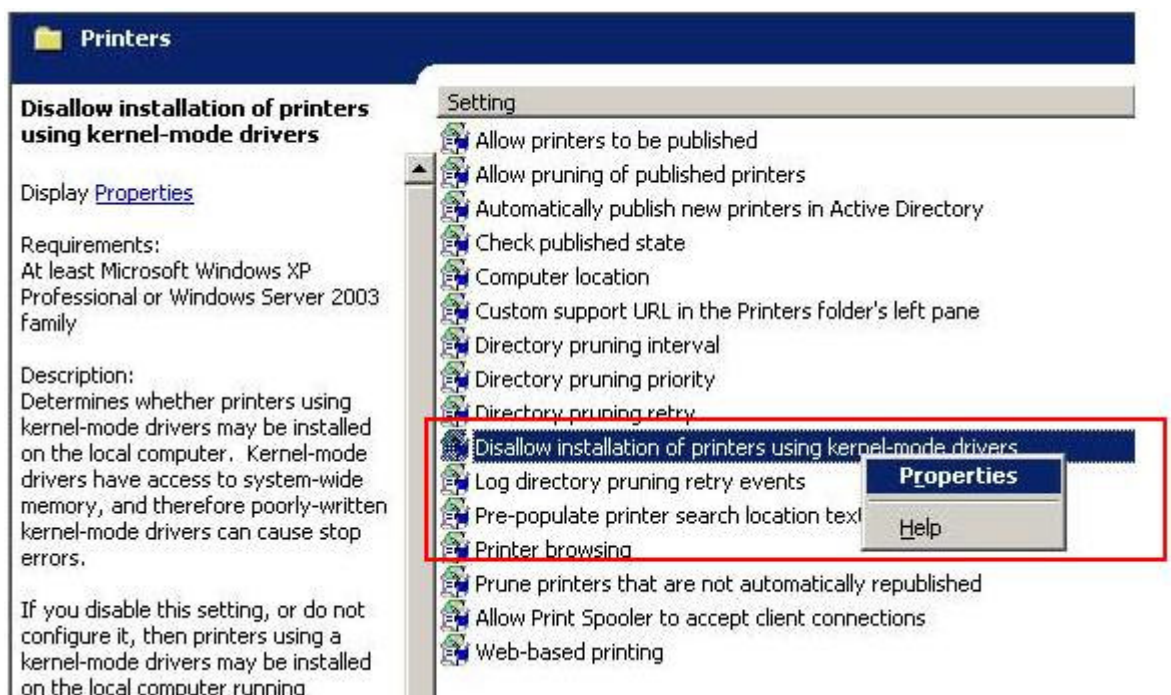 Printers
Disallow installation of printers
using kernel-mode drivers
Display Properties
Requirements:
At least Microsoft Windows XP
Professional or Windows Server 2003
family
Description:
Determines whether printers using
kernel-mode drivers may be installed
on the local computer. Kernel-mode
drivers have access to system-wide
memory, and therefore poorly-written
kernel-mode drivers can cause stop
errors.
If you disable this setting, or do not
configure it, then printers using a
kernel-mode drivers may be installed
on the local computer running
Setting
Allow printers to be published
Allow pruning of published printers
Automatically publish new printers in Active Directory
Check published state
Computer location
Custom support URL in the Printers folder's left pane
Directory pruning interval
Directory pruning priority
Directory pruning retry
Disallow installation of printers using kernel-mode drivers
Log directory pruning retry events
Pre-populate printer search location text
Printer browsing
Prune printers that are not automatically republished
Allow Print Spooler to accept client connections
Web-based printing
Properties
Help